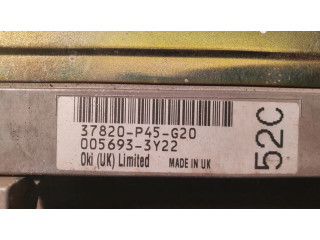 37820-P45-G20
005693-3Y22
Oki (UK) Limited MADE IN UK
52C